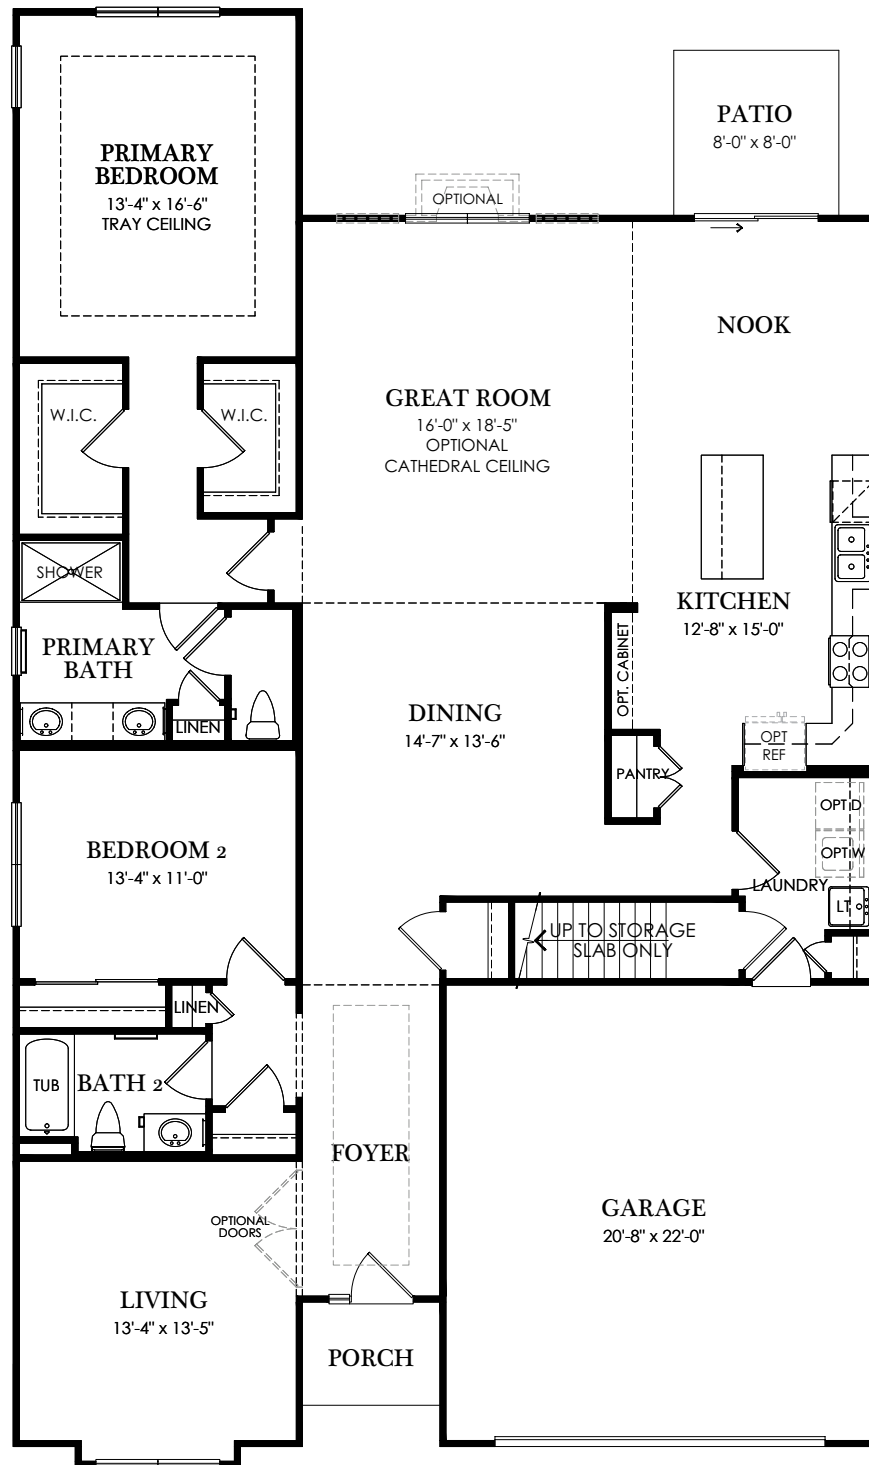 PRIMARY
BEDROOM
13'-4" x 16'-6"
TRAY CEILING
PATIO
8'-0" x 8'-0"
OPTIONAL
NOOK
GREAT ROOM
16'-0" x 18'-5"
OPTIONAL
CATHEDRAL CEILING
W.I.C.
W.I.C.
SHOWER
KITCHEN
12'-8" x 15'-0"
PRIMARY
BATH
OPT. CABINET
LINEN
DINING
14'-7" x 13'-6"
OPT
REF
PANTRY
OPT D
OPT W
LAUNDRY
LT
BEDROOM 2
13'-4" x 11'-0"
UP TO STORAGE
SLAB ONLY
LINEN
TUB
BATH 2
FOYER
OPTIONAL
DOORS
GARAGE
20'-8" x 22'-0"
LIVING
13'-4" x 13'-5"
PORCH